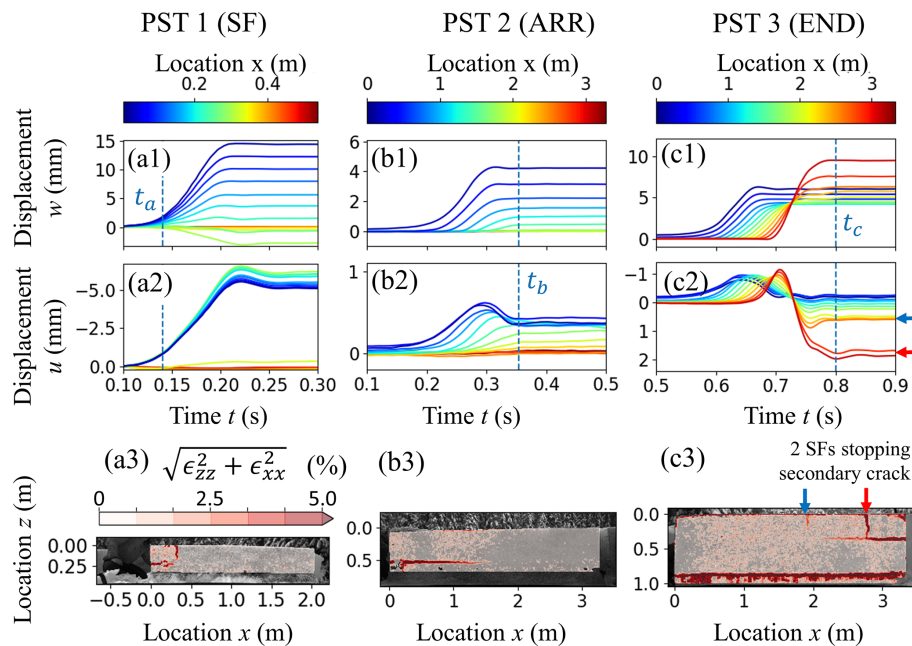 PST 1 (SF) PST 2 (ARR) PST 3 (END)
Location x (m) Location x (m) Location x (m)
0.2 0.4 0 1 2 3 0 1 2 3
Displacement
w (mm)
15
10
5
0
(a1)
t_a
6
4
2
0
(b1)
10
5
0
(c1)
t_c
Displacement
u (mm)
-5.0
-2.5
0.0
(a2)
0.10 0.15 0.20 0.25 0.30
1
0
(b2)
t_b
0.1 0.2 0.3 0.4 0.5
-1
0
1
2
(c2)
0.5 0.6 0.7 0.8 0.9
Time t (s) Time t (s) Time t (s)
(a3) √ϵ²zz + ϵ²xx (%)
0 2.5 5.0
(b3)
(c3)
2 SFs stopping
secondary crack
Location z (m)
0.00
0.25
−0.5 0.0 0.5 1.0 1.5 2.0
0.0
0.5
0 1 2 3
0.0
0.5
1.0
0 1 2 3
Location x (m) Location x (m) Location x (m)